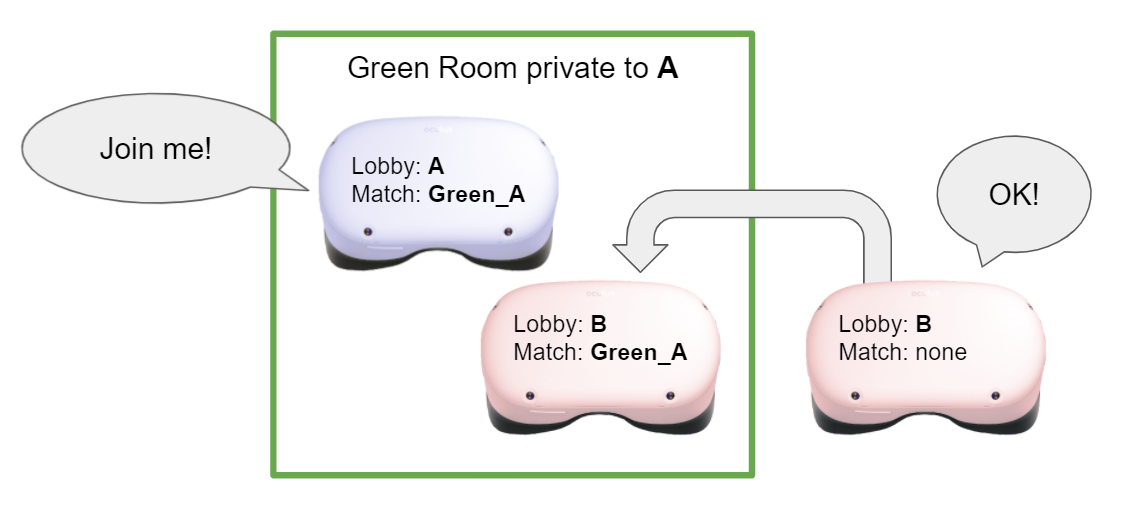 Green Room private to A
Join me!
Lobby: A
Match: Green_A
OK!
Lobby: B
Match: Green_A
Lobby: B
Match: none